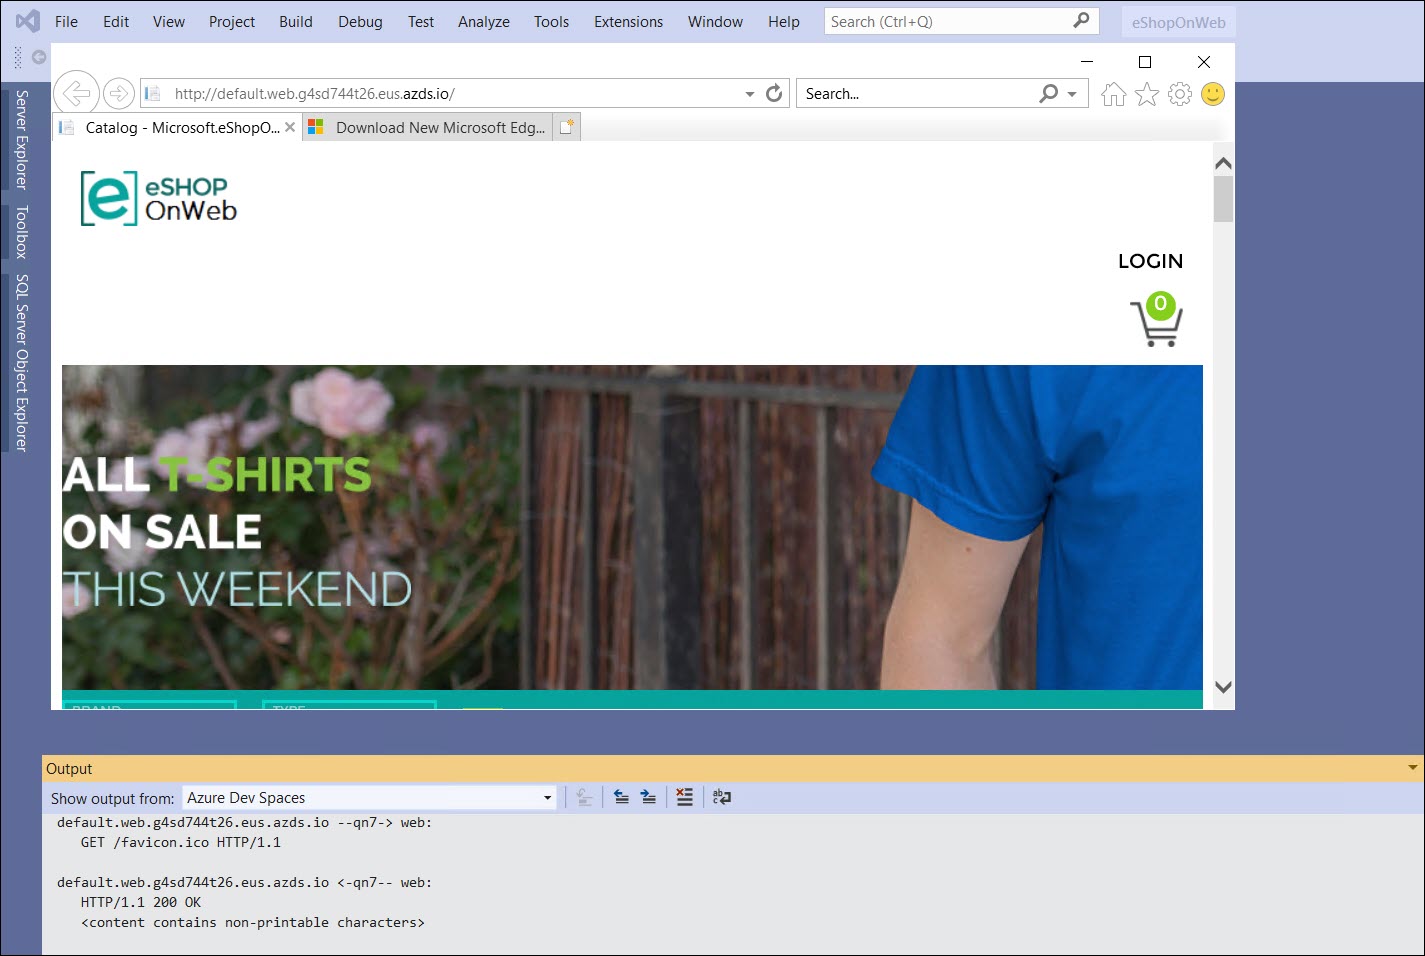 File Edit View Project Build Debug Test Analyze Tools Extensions Window Help Search (Ctrl+Q) eShopOnWeb
http://default.web.g4sd744t26.eus.azds.io/ Search...
Catalog - Microsoft.eShopO... Download New Microsoft Edg...
Server Explorer
Toolbox
SQL Server Object Explorer
[e] eSHOP
OnWeb
LOGIN
0
ALL T-SHIRTS
ON SALE
THIS WEEKEND
BRAND TYPE
Output
Show output from: Azure Dev Spaces
default.web.g4sd744t26.eus.azds.io --qn7-> web:
GET /favicon.ico HTTP/1.1
default.web.g4sd744t26.eus.azds.io <-qn7-- web:
HTTP/1.1 200 OK
<content contains non-printable characters>